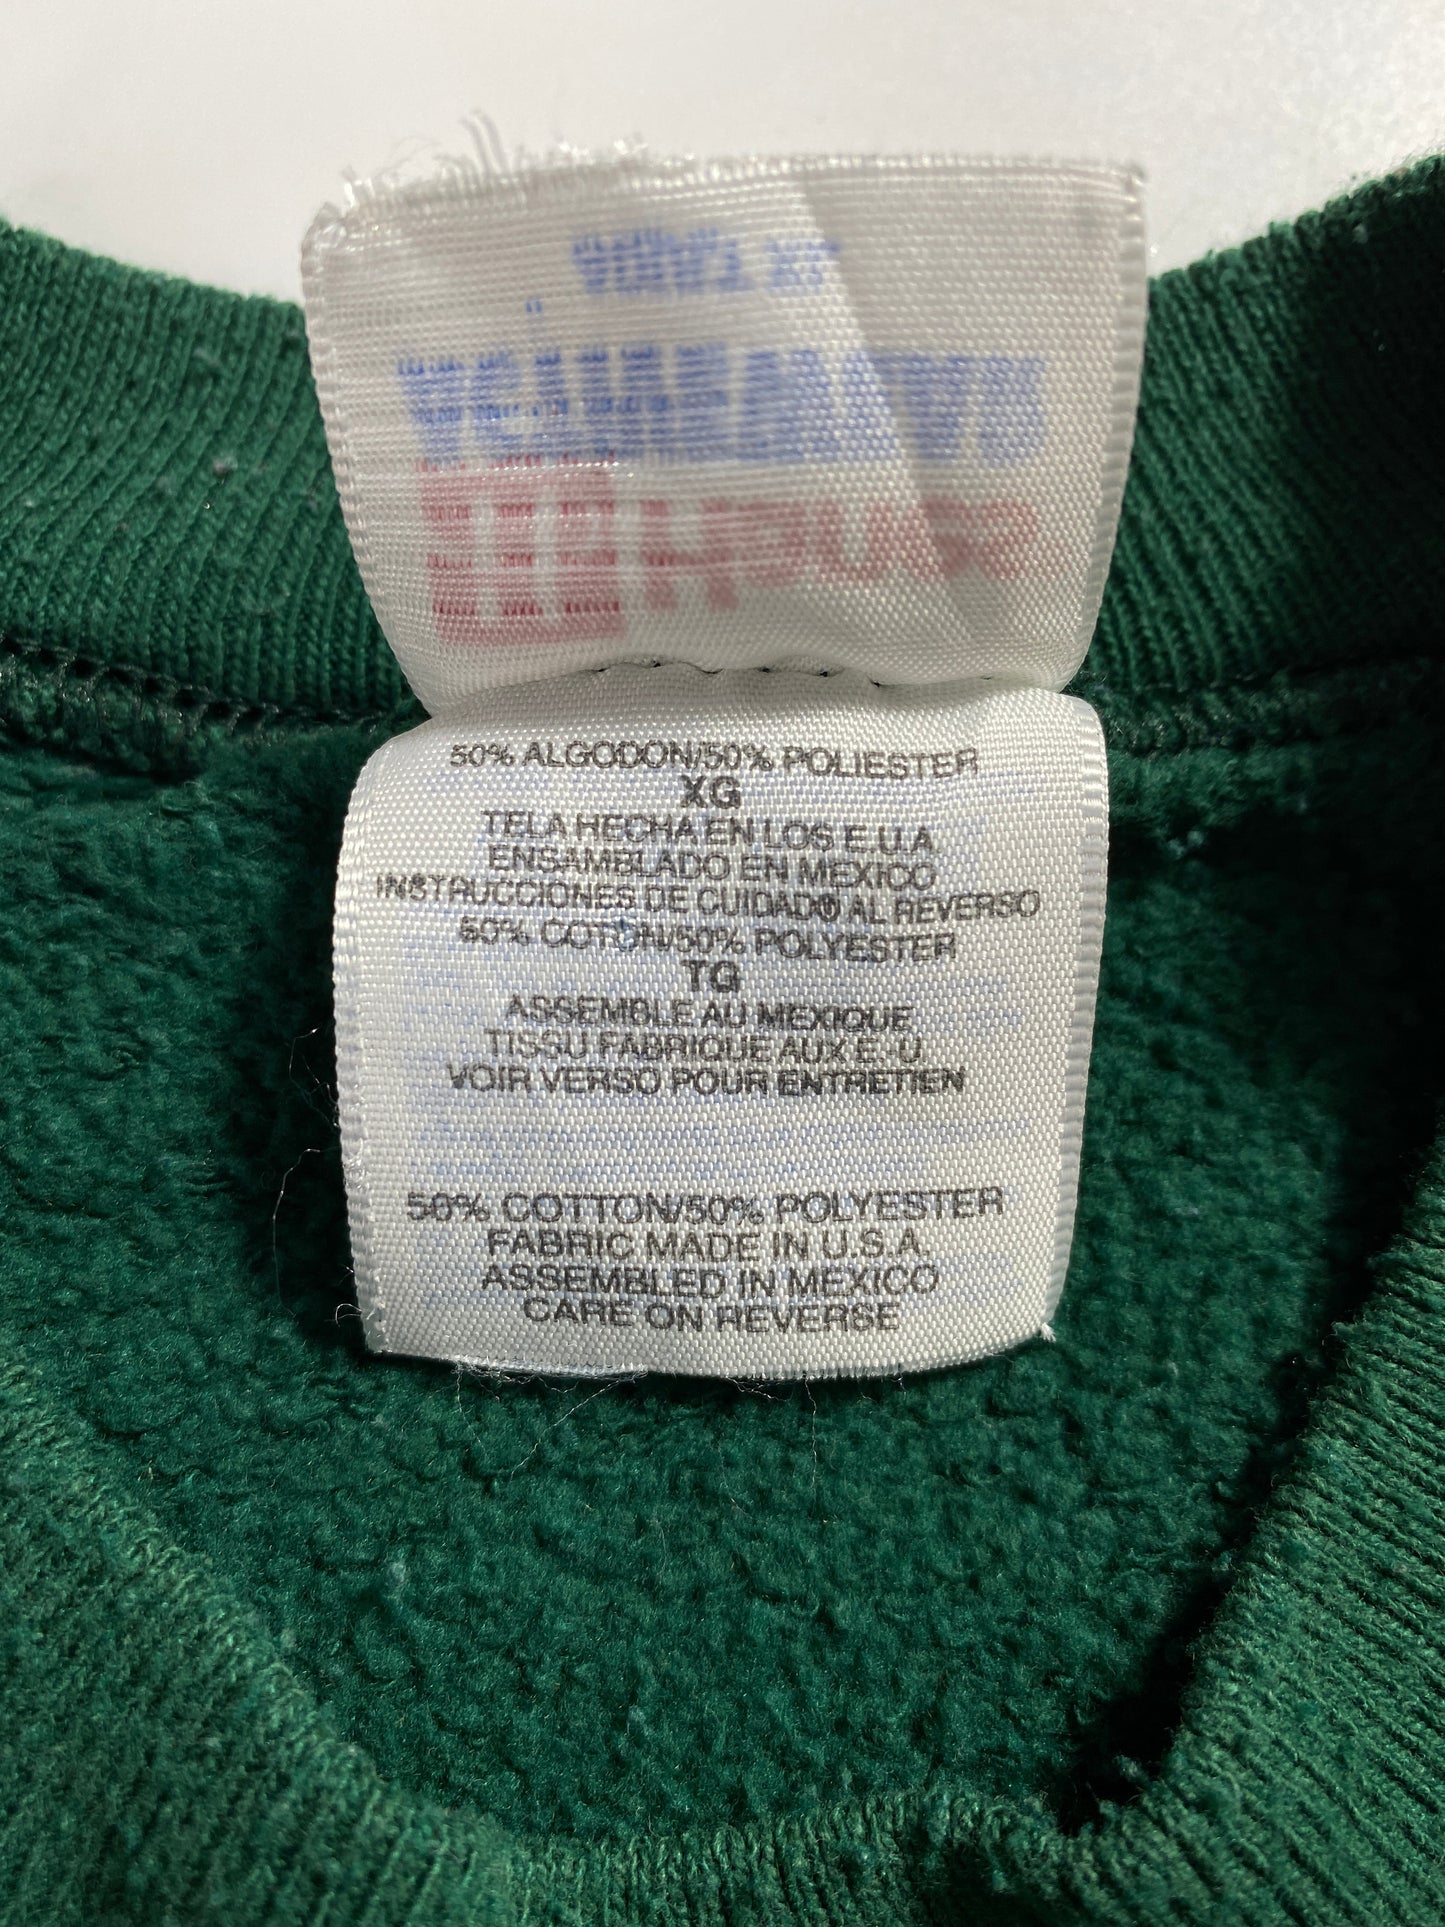 50% ALGODON/50% POLIESTER
XG
TELA HECHA EN LOS E.U.A
ENSAMBLADO EN MEXICO
INSTRUCCIONES DE CUIDADO AL REVERSO
50% COTON/50% POLYESTER
TG
ASSEMBLE AU MEXIQUE
TISSU FABRIQUE AUX E.-U.
VOIR VERSO POUR ENTRETIEN
50% COTTON/50% POLYESTER
FABRIC MADE IN U.S.A.
ASSEMBLED IN MEXICO
CARE ON REVERSE